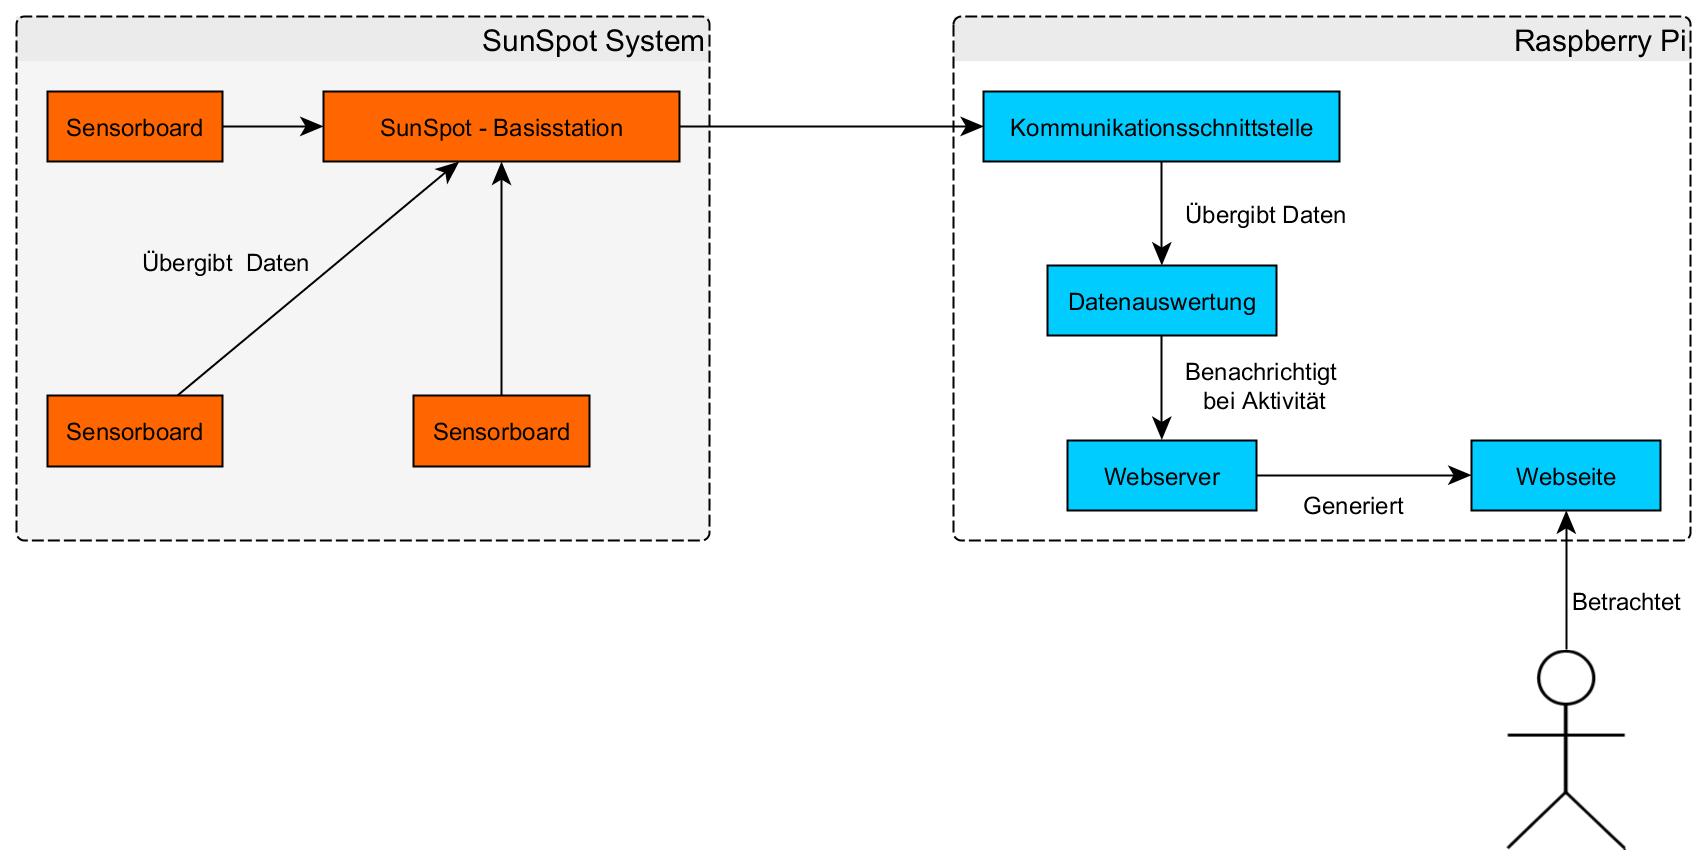 SunSpot System
Sensorboard
SunSpot - Basisstation
Übergibt  Daten
Sensorboard
Sensorboard
Raspberry Pi
Kommunikationsschnittstelle
Übergibt Daten
Datenauswertung
Benachrichtigt
bei Aktivität
Webserver
Generiert
Webseite
Betrachtet